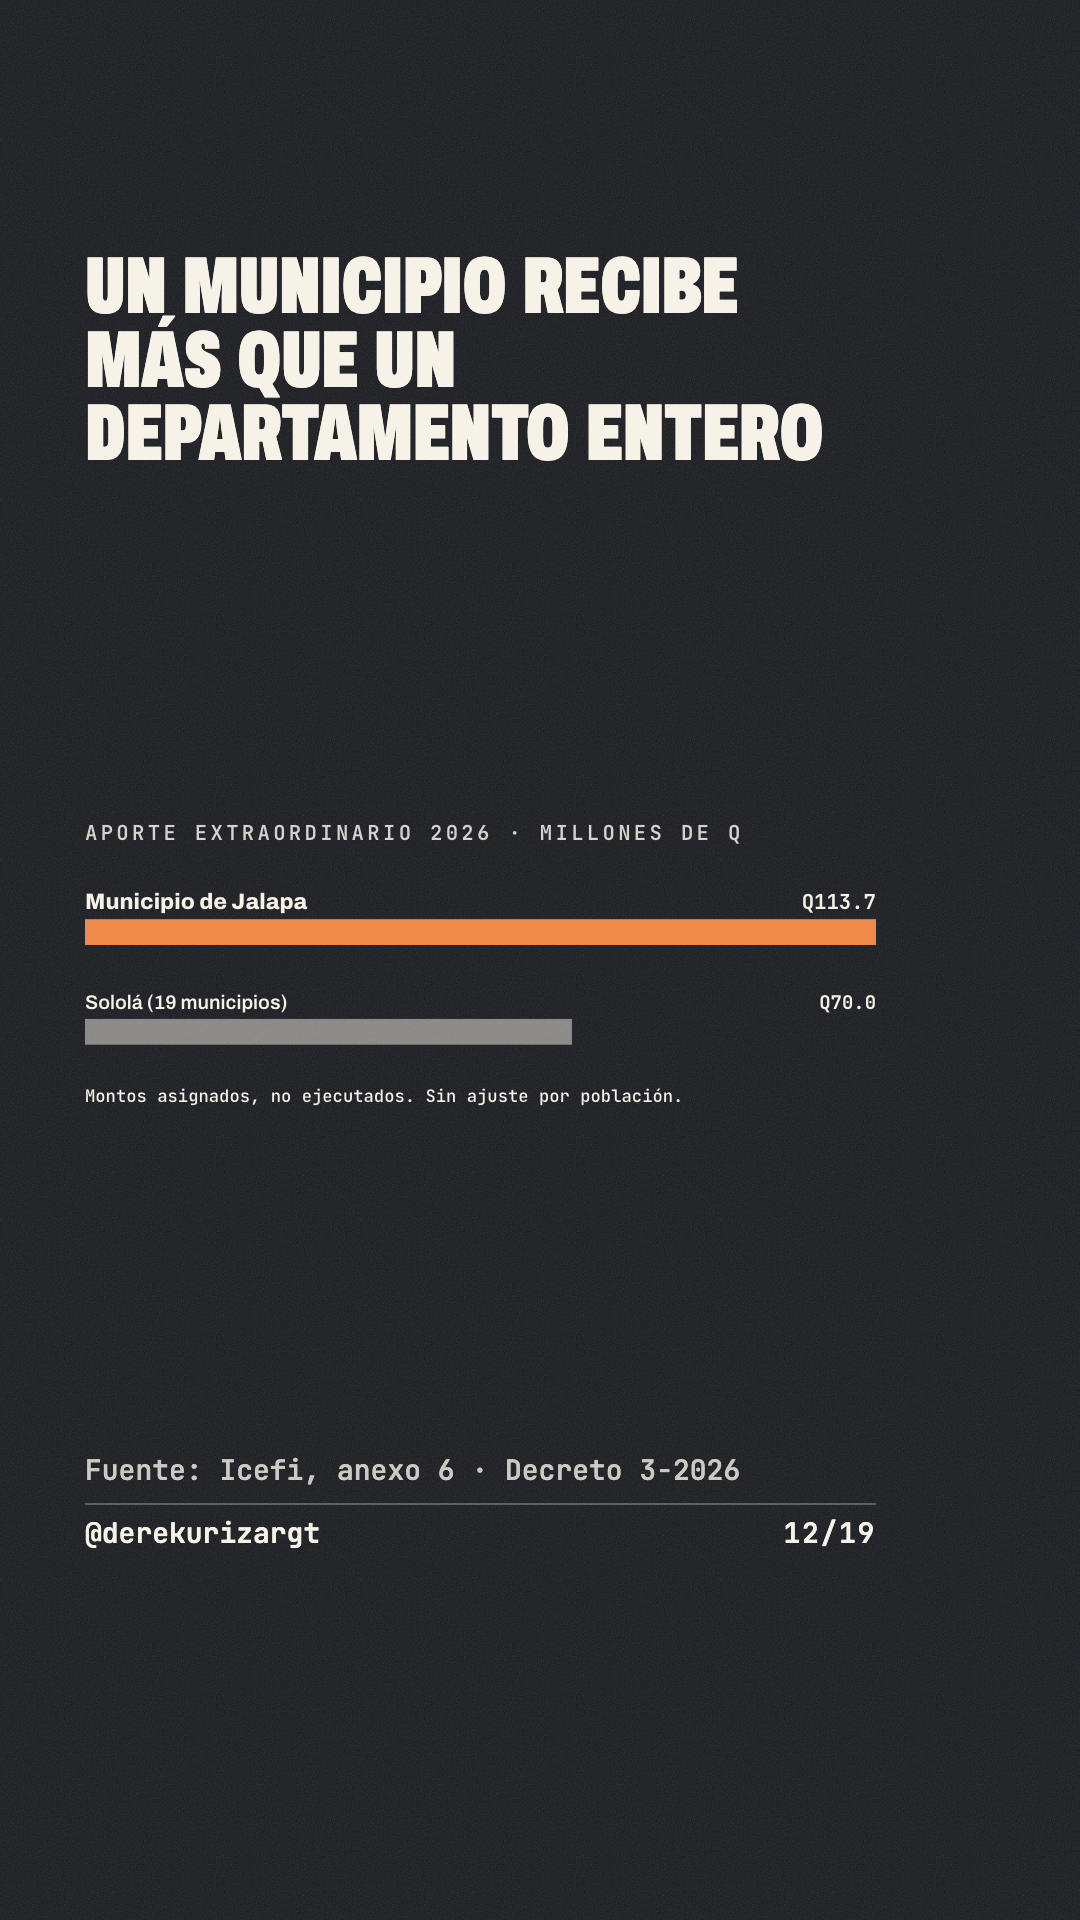 UN MUNICIPIO RECIBE
MÁS QUE UN
DEPARTAMENTO ENTERO
APORTE EXTRAORDINARIO 2026 · MILLONES DE Q
Municipio de Jalapa Q113.7
Sololá (19 municipios) Q70.0
Montos asignados, no ejecutados. Sin ajuste por población.
Fuente: Icefi, anexo 6 · Decreto 3-2026
@derekurizargt 12/19